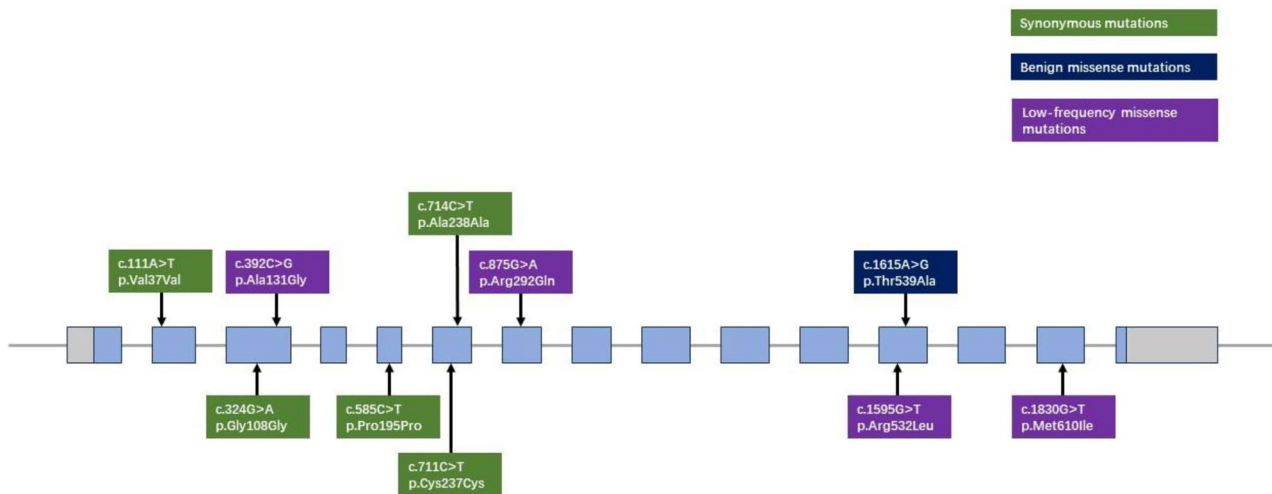 Synonymous mutations
Benign missense mutations
Low-frequency missense
mutations
c.714C>T
p.Ala238Ala
c.111A>T
p.Val37Val
c.392C>G
p.Ala131Gly
c.875G>A
p.Arg292Gln
c.1615A>G
p.Thr539Ala
c.324G>A
p.Gly108Gly
c.585C>T
p.Pro195Pro
c.1595G>T
p.Arg532Leu
c.1830G>T
p.Met610Ile
c.711C>T
p.Cys237Cys